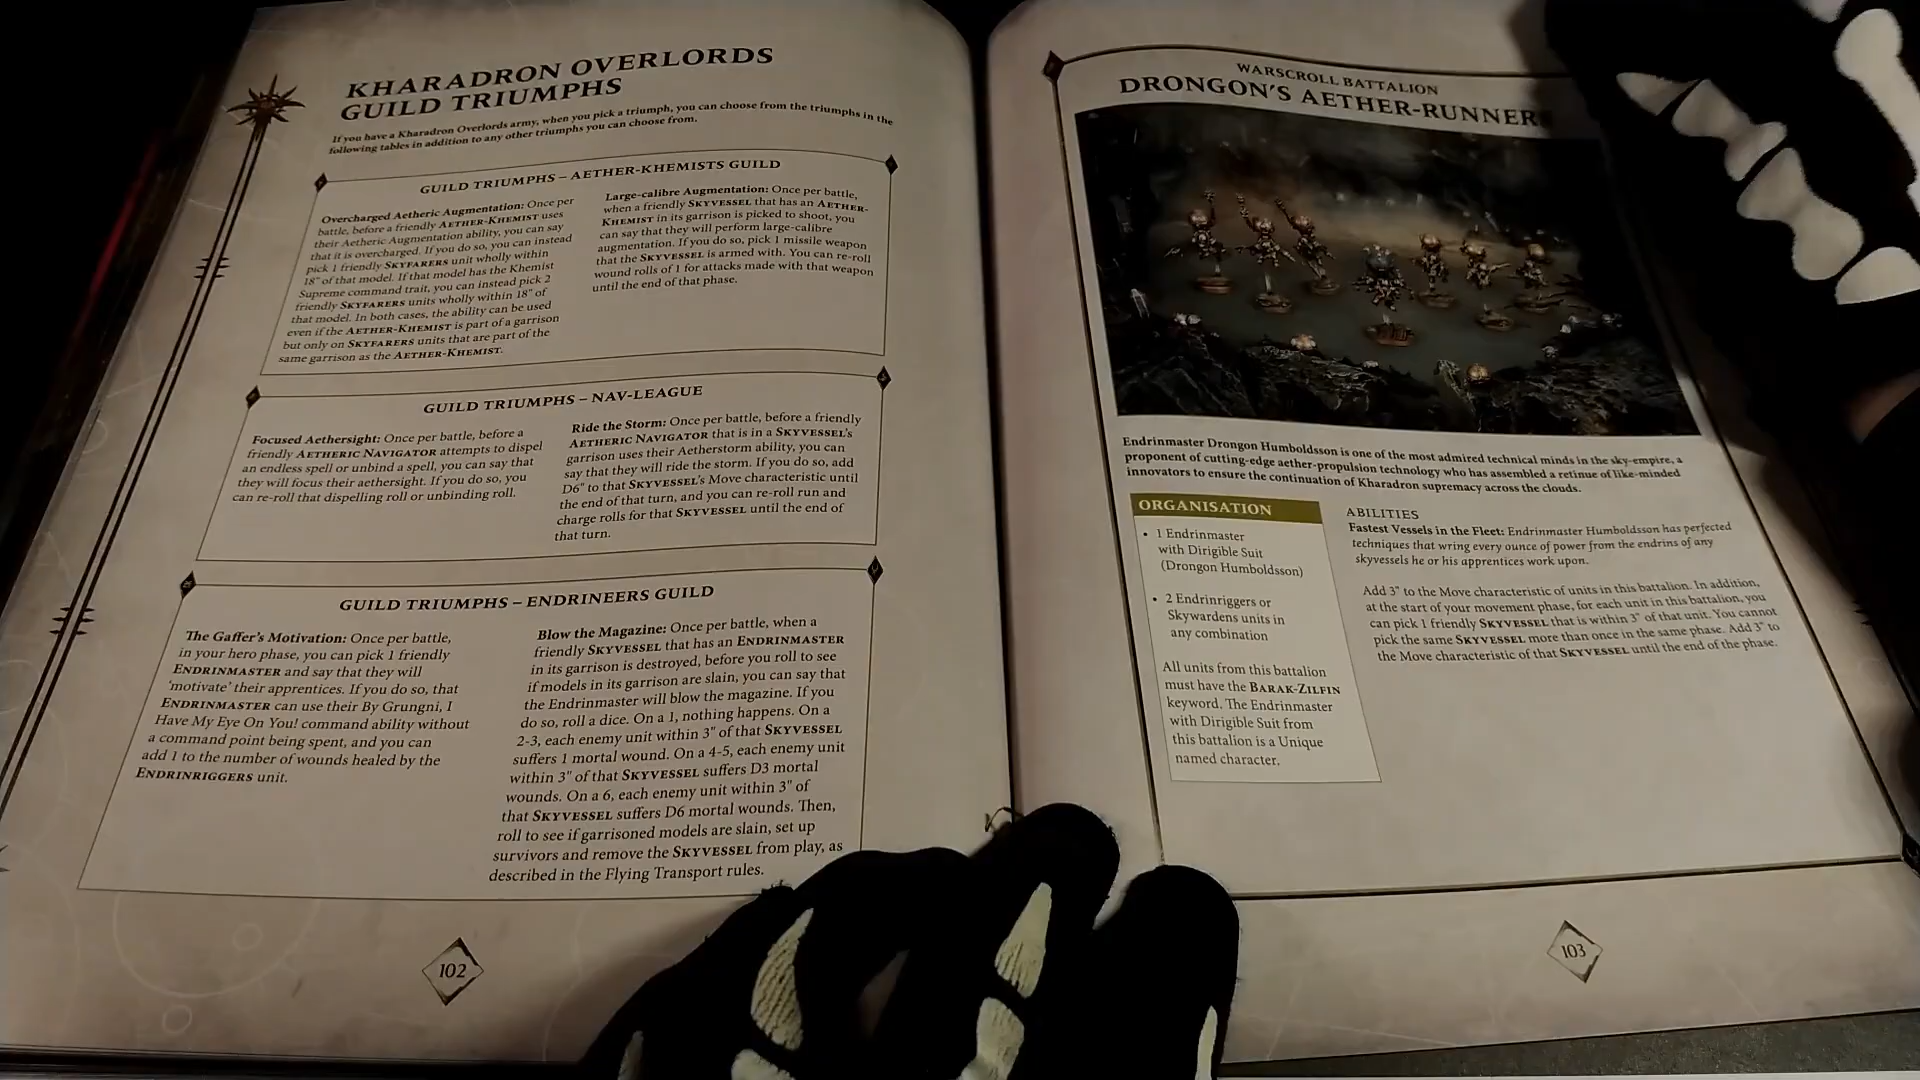 KHARADRON OVERLORDS
GUILD TRIUMPHS
If you have a Kharadron Overlords army, when you pick a triumph, you can choose from the triumphs in the
following tables in addition to any other triumphs you can choose from.
GUILD TRIUMPHS – AETHER-KHEMISTS GUILD
Overcharged Aetheric Augmentation: Once per
battle, before a friendly AETHER-KHEMIST uses
their Aetheric Augmentation ability, you can say
that it is overcharged. If you do so, you can instead
pick 1 friendly SKYFARERS unit wholly within
18" of that model. If that model has the Khemist
Supreme command trait, you can instead pick 2
friendly SKYFARERS units wholly within 18" of
that model. In both cases, the ability can be used
even if the AETHER-KHEMIST is part of a garrison
but only on SKYFARERS units that are part of the
same garrison as the AETHER-KHEMIST.
Large-calibre Augmentation: Once per battle,
when a friendly SKYVESSEL that has an AETHER-
KHEMIST in its garrison is picked to shoot, you
can say that they will perform large-calibre
augmentation. If you do so, pick 1 missile weapon
that the SKYVESSEL is armed with. You can re-roll
wound rolls of 1 for attacks made with that weapon
until the end of that phase.
GUILD TRIUMPHS – NAV-LEAGUE
Focused Aethersight: Once per battle, before a
friendly AETHERIC NAVIGATOR attempts to dispel
an endless spell or unbind a spell, you can say that
they will focus their aethersight. If you do so, you
can re-roll that dispelling roll or unbinding roll.
Ride the Storm: Once per battle, before a friendly
AETHERIC NAVIGATOR that is in a SKYVESSEL'S
garrison uses their Aetherstorm ability, you can
say that they will ride the storm. If you do so, add
D6" to that SKYVESSEL'S Move characteristic until
the end of that turn, and you can re-roll run and
charge rolls for that SKYVESSEL until the end of
that turn.
GUILD TRIUMPHS – ENDRINEERS GUILD
The Gaffer's Motivation: Once per battle,
in your hero phase, you can pick 1 friendly
ENDRINMASTER and say that they will
'motivate' their apprentices. If you do so, that
ENDRINMASTER can use their By Grungni, I
Have My Eye On You! command ability without
a command point being spent, and you can
add 1 to the number of wounds healed by the
ENDRINRIGGERS unit.
Blow the Magazine: Once per battle, when a
friendly SKYVESSEL that has an ENDRINMASTER
in its garrison is destroyed, before you roll to see
if models in its garrison are slain, you can say that
the Endrinmaster will blow the magazine. If you
do so, roll a dice. On a 1, nothing happens. On a
2-3, each enemy unit within 3" of that SKYVESSEL
suffers 1 mortal wound. On a 4-5, each enemy unit
within 3" of that SKYVESSEL suffers D3 mortal
wounds. On a 6, each enemy unit within 3" of
that SKYVESSEL suffers D6 mortal wounds. Then,
roll to see if garrisoned models are slain, set up
survivors and remove the SKYVESSEL from play, as
described in the Flying Transport rules.
102
WARSCROLL BATTALION
DRONGON'S AETHER-RUNNER
Endrinmaster Drongon Humboldsson is one of the most admired technical minds in the sky-empire, a
proponent of cutting-edge aether-propulsion technology who has assembled a retinue of like-minded
innovators to ensure the continuation of Kharadron supremacy across the clouds.
ORGANISATION
• 1 Endrinmaster
with Dirigible Suit
(Drongon Humboldsson)
• 2 Endrinriggers or
Skywardens units in
any combination
All units from this battalion
must have the BARAK-ZILFIN
keyword. The Endrinmaster
with Dirigible Suit from
this battalion is a Unique
named character.
ABILITIES
Fastest Vessels in the Fleet: Endrinmaster Humboldsson has perfected
techniques that wring every ounce of power from the endrins of any
skyvessels he or his apprentices work upon.
Add 3" to the Move characteristic of units in this battalion. In addition,
at the start of your movement phase, for each unit in this battalion, you
can pick 1 friendly SKYVESSEL that is within 3" of that unit. You cannot
pick the same SKYVESSEL more than once in the same phase. Add 3" to
the Move characteristic of that SKYVESSEL until the end of the phase.
103